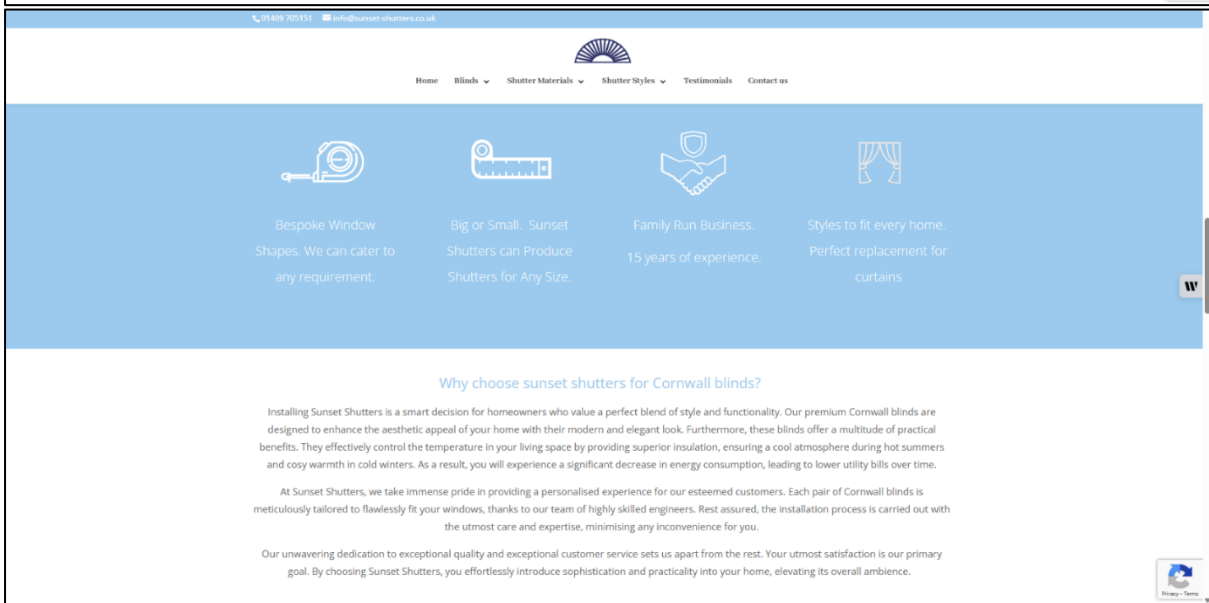 01409 705151 info@sunset-shutters.co.uk
Home Blinds Shutter Materials Shutter Styles Testimonials Contact us
Bespoke Window
Shapes. We can cater to
any requirement.
Big or Small. Sunset
Shutters can Produce
Shutters for Any Size.
Family Run Business.
15 years of experience.
Styles to fit every home.
Perfect replacement for
curtains
W
Why choose sunset shutters for Cornwall blinds?
Installing Sunset Shutters is a smart decision for homeowners who value a perfect blend of style and functionality. Our premium Cornwall blinds are
designed to enhance the aesthetic appeal of your home with their modern and elegant look. Furthermore, these blinds offer a multitude of practical
benefits. They effectively control the temperature in your living space by providing superior insulation, ensuring a cool atmosphere during hot summers
and cosy warmth in cold winters. As a result, you will experience a significant decrease in energy consumption, leading to lower utility bills over time.
At Sunset Shutters, we take immense pride in providing a personalised experience for our esteemed customers. Each pair of Cornwall blinds is
meticulously tailored to flawlessly fit your windows, thanks to our team of highly skilled engineers. Rest assured, the installation process is carried out with
the utmost care and expertise, minimising any inconvenience for you.
Our unwavering dedication to exceptional quality and exceptional customer service sets us apart from the rest. Your utmost satisfaction is our primary
goal. By choosing Sunset Shutters, you effortlessly introduce sophistication and practicality into your home, elevating its overall ambience.
Privacy - Terms